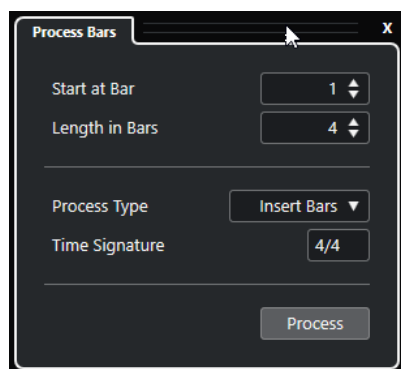 Process Bars x
Start at Bar 1
Length in Bars 4
Process Type Insert Bars
Time Signature 4/4
Process